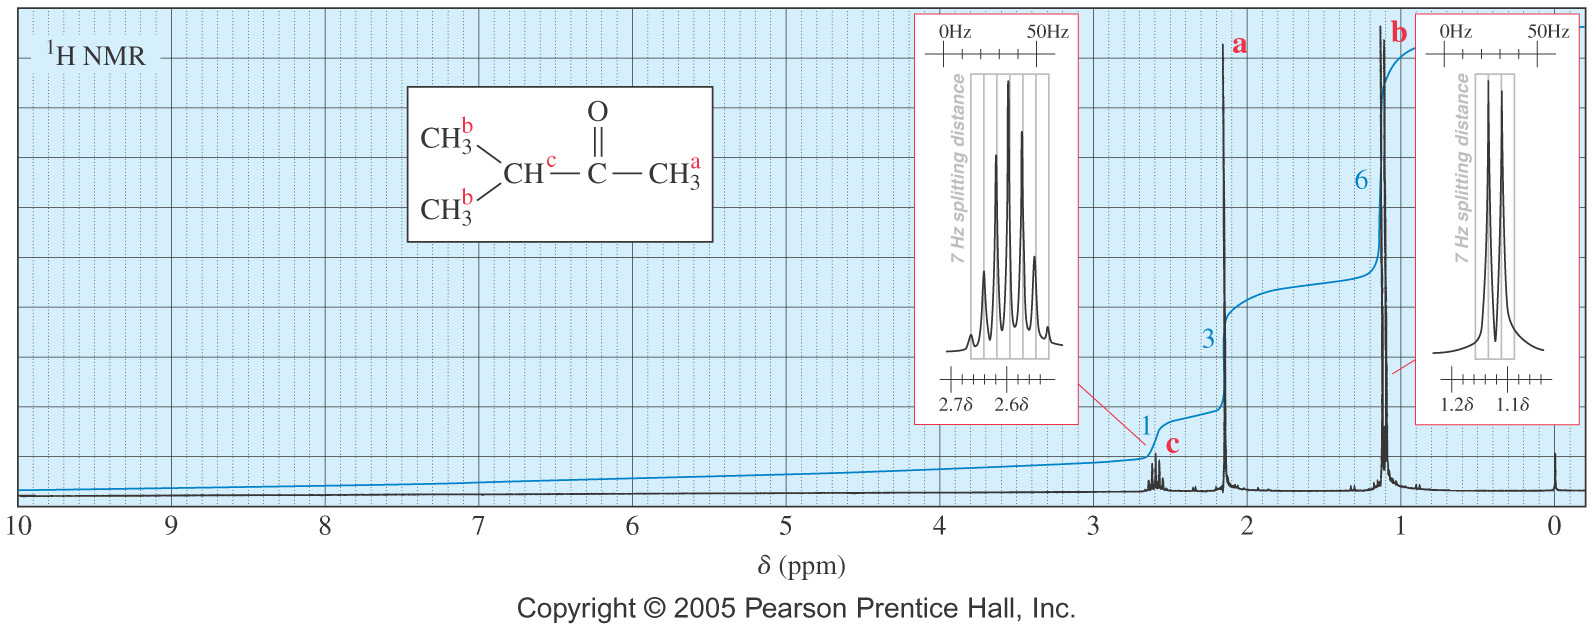 ¹H NMR
O
CH₃ᵇ
CHᶜ—C—CH₃ᵃ
CH₃ᵇ
0Hz 50Hz
7 Hz splitting distance
2.7δ 2.6δ
a
b
c
1
3
6
0Hz 50Hz
7 Hz splitting distance
1.2δ 1.1δ
10 9 8 7 6 5 4 3 2 1 0
δ (ppm)
Copyright © 2005 Pearson Prentice Hall, Inc.